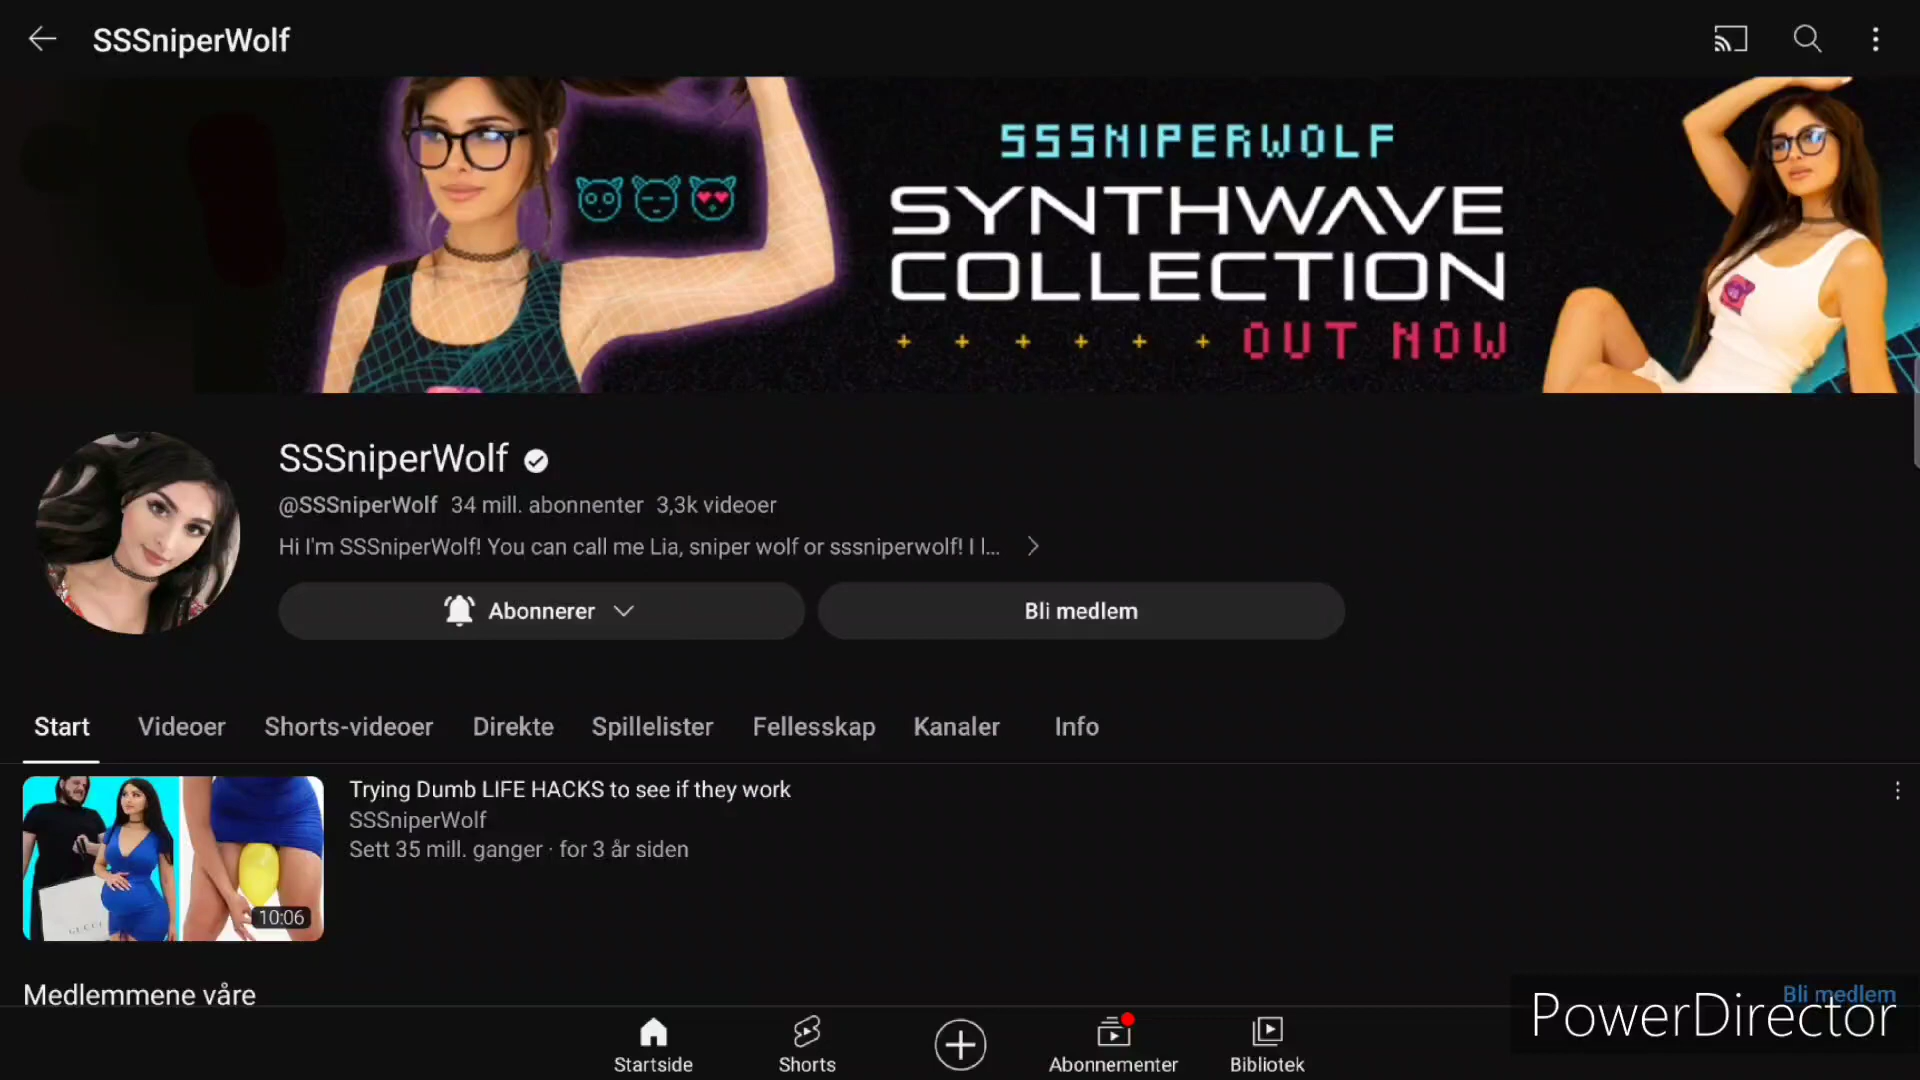 SSSniperWolf
SSSNIPERWOLF
SYNTHWAVE
COLLECTION
OUT NOW
SSSniperWolf
@SSSniperWolf 34 mill. abonnenter 3,3k videoer
Hi I'm SSSniperWolf! You can call me Lia, sniper wolf or sssniperwolf! I l...
Abonnerer
Bli medlem
Start Videoer Shorts-videoer Direkte Spillelister Fellesskap Kanaler Info
Trying Dumb LIFE HACKS to see if they work
SSSniperWolf
Sett 35 mill. ganger · for 3 år siden
GUCCI
10:06
Medlemmene våre
Bli medlem
PowerDirector
Startside Shorts Abonnementer Bibliotek